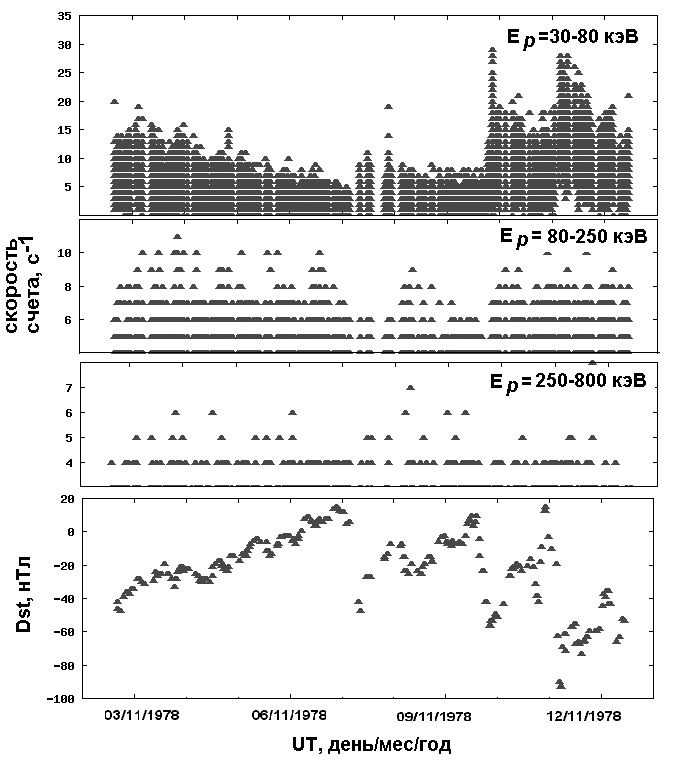 35
30
25
20
15
10
5
E p =30-80 кэВ
10
8
6
E p = 80-250 кэВ
скорость
счета, с-1
7
6
5
4
E p = 250-800 кэВ
20
0
-20
-40
-60
-80
-100
Dst, нТл
03/11/1978 06/11/1978 09/11/1978 12/11/1978
UT, день/мес/год